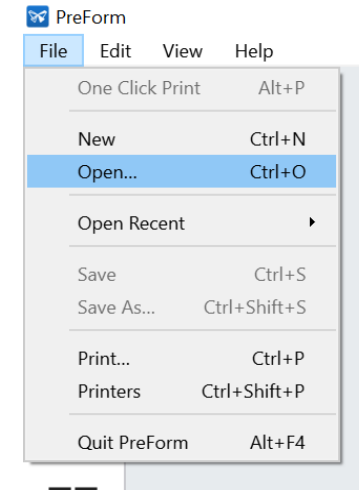 PreForm
File Edit View Help
One Click Print Alt+P
New Ctrl+N
Open... Ctrl+O
Open Recent
Save Ctrl+S
Save As... Ctrl+Shift+S
Print... Ctrl+P
Printers Ctrl+Shift+P
Quit PreForm Alt+F4